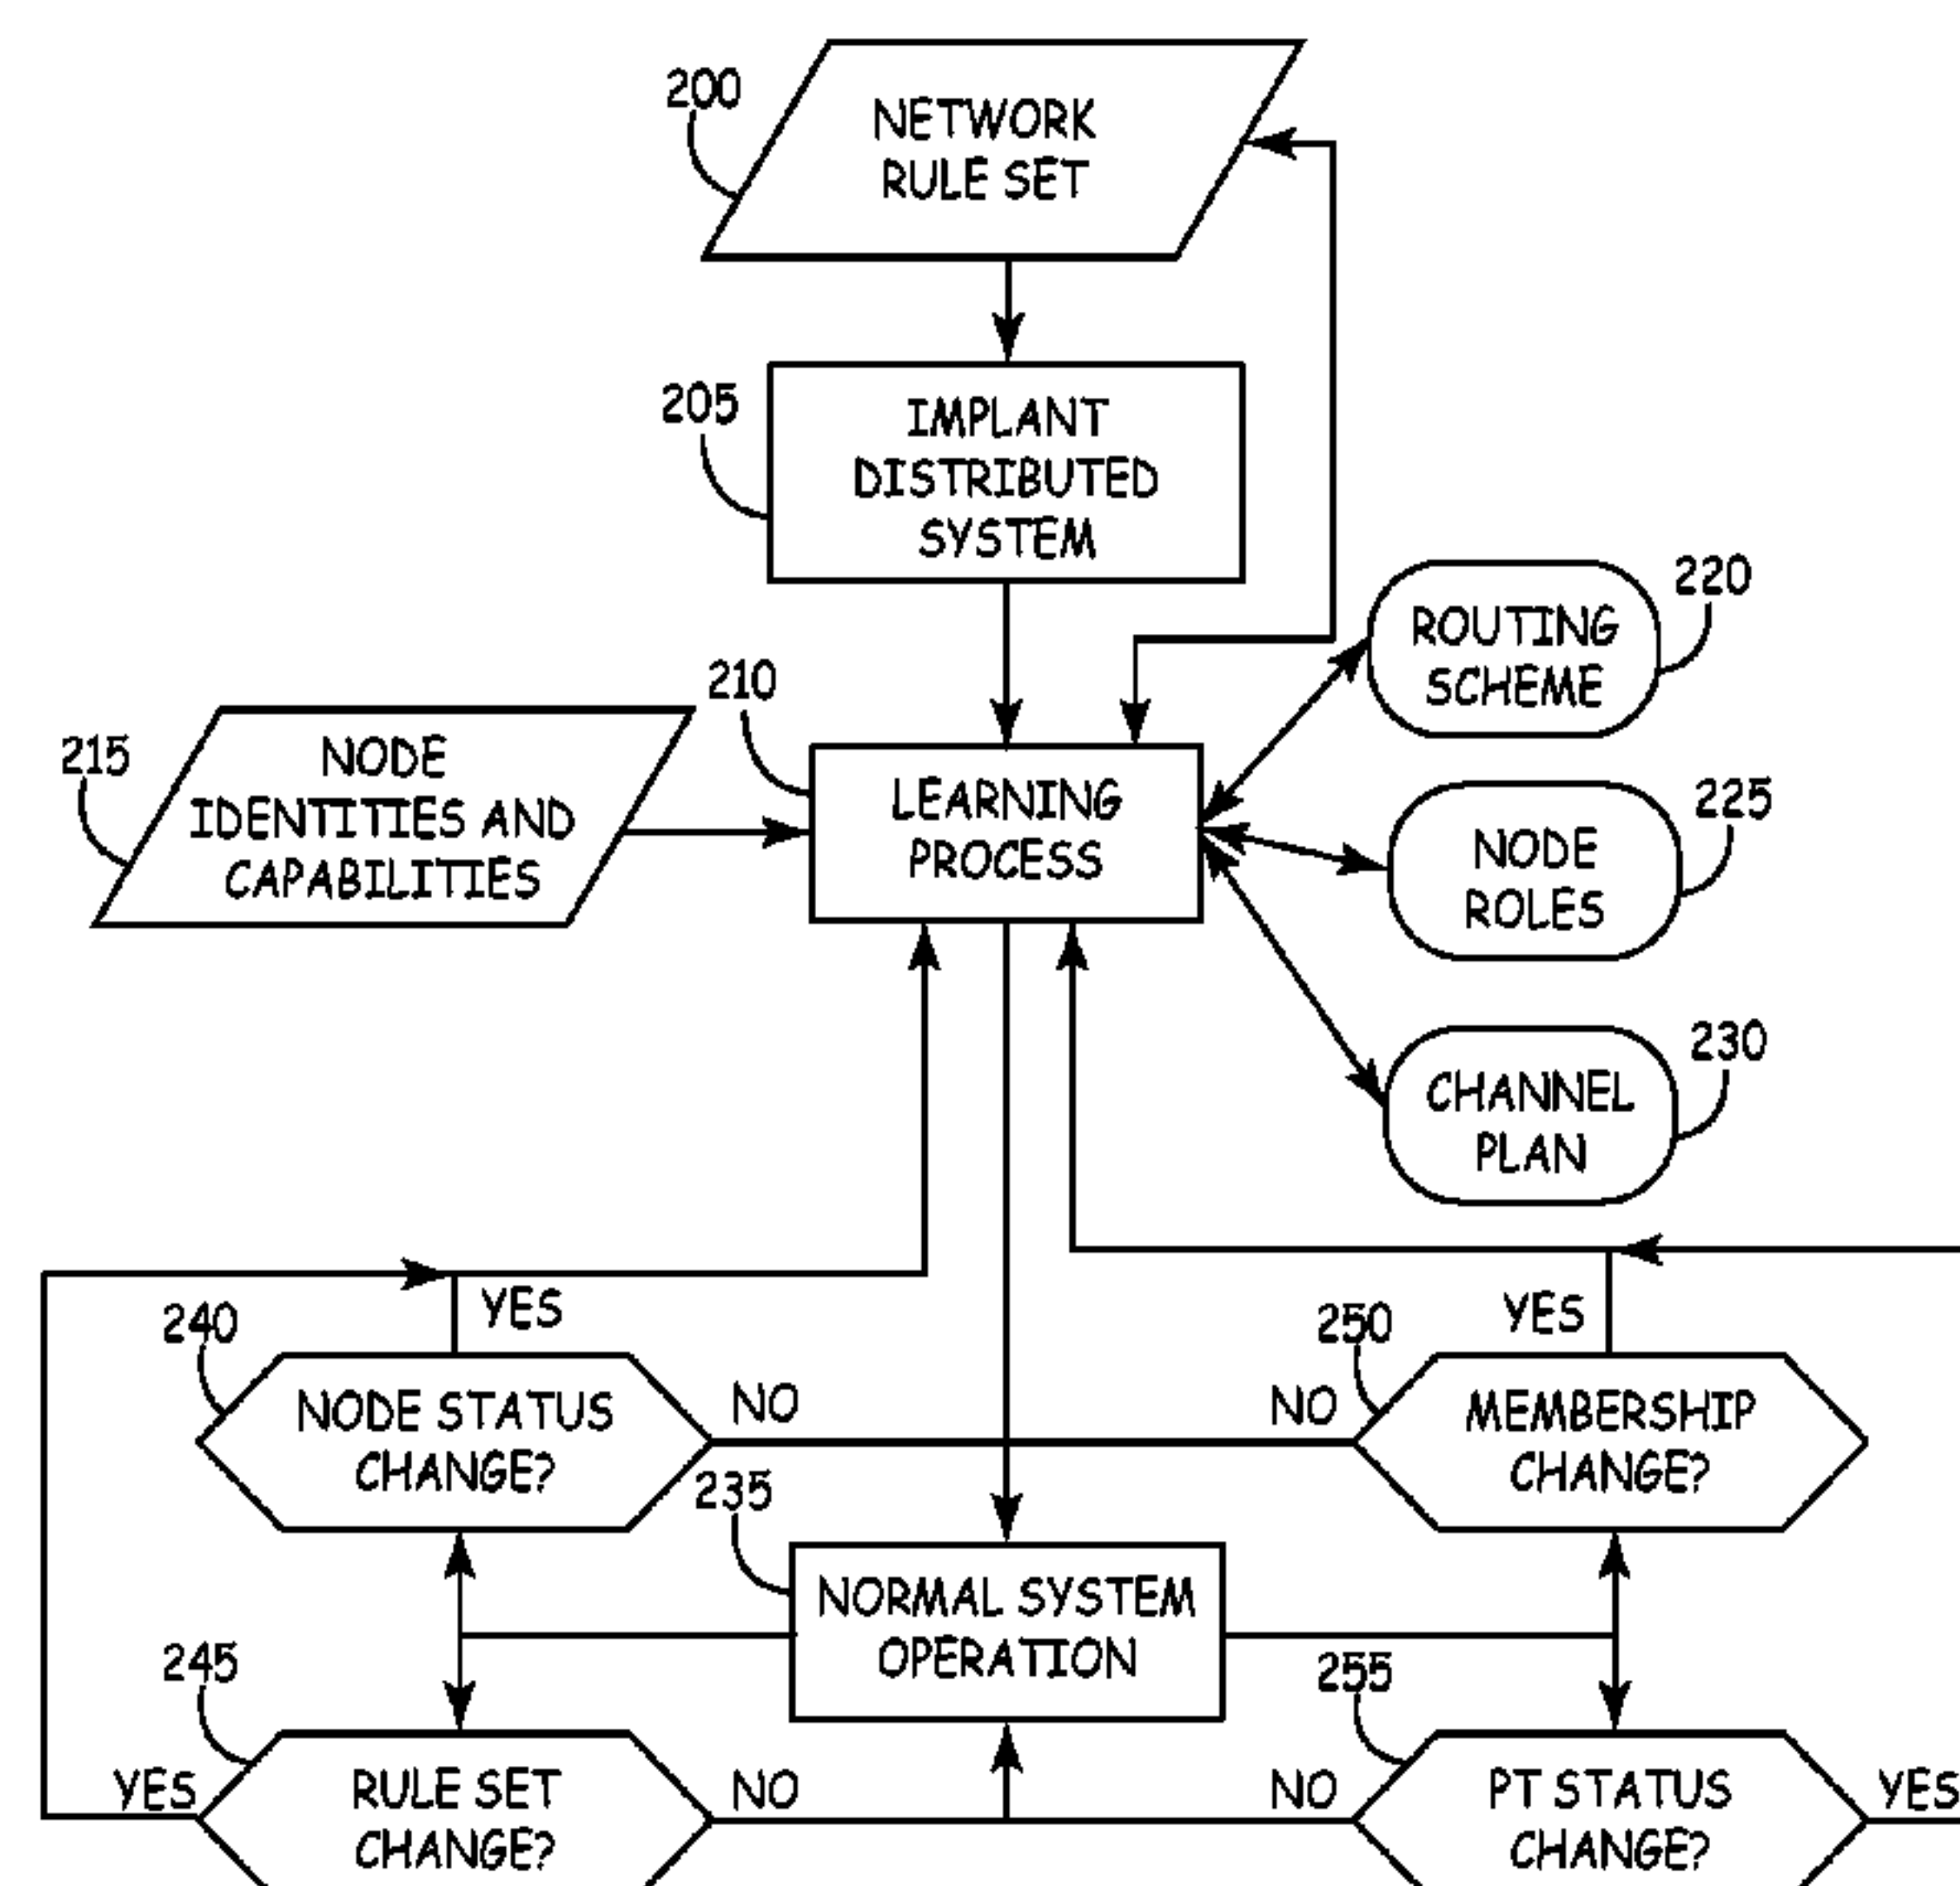 200
NETWORK
RULE SET
205
IMPLANT
DISTRIBUTED
SYSTEM
220
ROUTING
SCHEME
210
215
NODE
IDENTITIES AND
CAPABILITIES
LEARNING
PROCESS
225
NODE
ROLES
230
CHANNEL
PLAN
YES
YES
240
250
NODE STATUS
CHANGE?
NO
NO
MEMBERSHIP
CHANGE?
235
NORMAL SYSTEM
OPERATION
245
255
YES
RULE SET
CHANGE?
NO
NO
PT STATUS
CHANGE?
YES